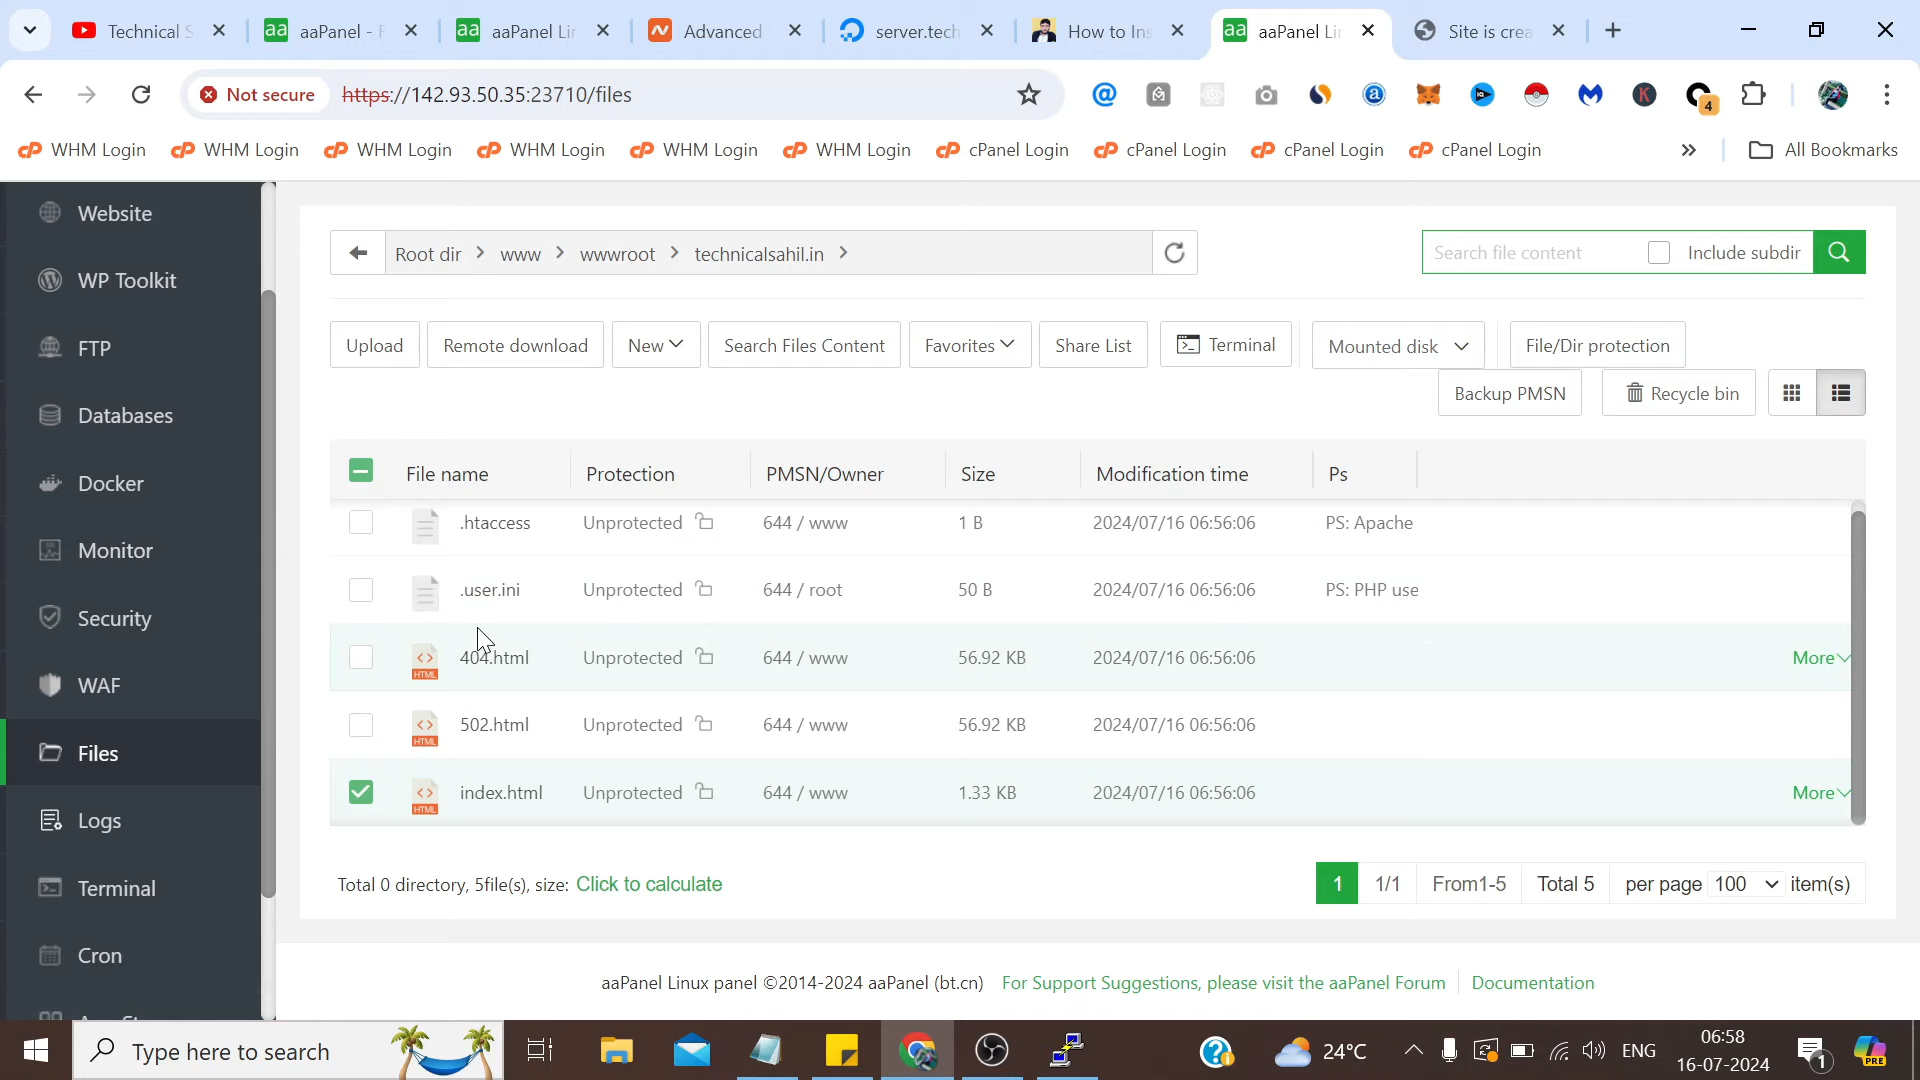 Technical S
aaPanel - F
aaPanel Lin
Advanced
server.tech
How to Ins
aaPanel Li
Site is crea
Not secure
https://142.93.50.35:23710/files
4
WHM Login
WHM Login
WHM Login
WHM Login
WHM Login
WHM Login
cPanel Login
cPanel Login
cPanel Login
cPanel Login
All Bookmarks
Website
WP Toolkit
FTP
Databases
Docker
Monitor
Security
WAF
Files
Logs
Terminal
Cron
Root dir > www > wwwroot > technicalsahil.in >
Search file content
Include subdir
Upload
Remote download
New
Search Files Content
Favorites
Share List
Terminal
Mounted disk
File/Dir protection
Backup PMSN
Recycle bin
File name Protection PMSN/Owner Size Modification time Ps
.htaccess Unprotected 644 / www 1 B 2024/07/16 06:56:06 PS: Apache
.user.ini Unprotected 644 / root 50 B 2024/07/16 06:56:06 PS: PHP use
404.html Unprotected 644 / www 56.92 KB 2024/07/16 06:56:06 More
502.html Unprotected 644 / www 56.92 KB 2024/07/16 06:56:06
index.html Unprotected 644 / www 1.33 KB 2024/07/16 06:56:06 More
Total 0 directory, 5file(s), size: Click to calculate
1 1/1 From1-5 Total 5 per page 100 item(s)
aaPanel Linux panel ©2014-2024 aaPanel (bt.cn) For Support Suggestions, please visit the aaPanel Forum Documentation
Type here to search
24°C
ENG
06:58
16-07-2024
1
PRE